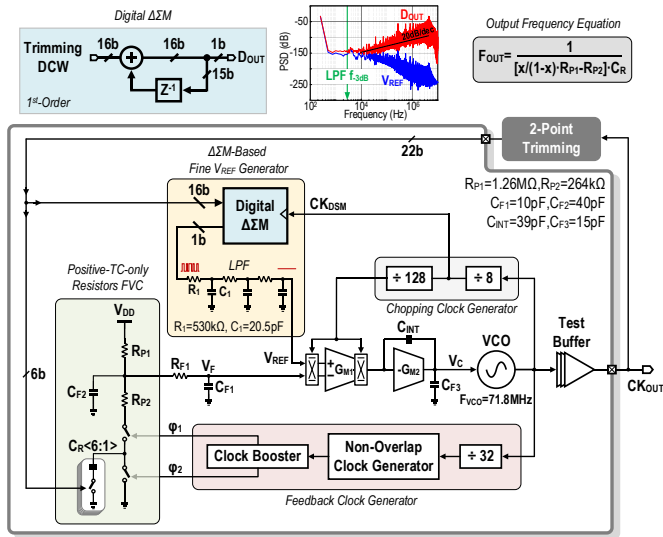 Digital ΔΣM
Trimming
DCW
16b
16b
1b
DOUT
15b
Z-1
1st-Order
PSD (dB)
-50
-150
-250
DOUT
LPF f-3dB
VREF
10² 10⁴ 10⁶
Frequency (Hz)
Output Frequency Equation
FOUT= 1 / [x/(1-x)·RP1-RP2]·CR
2-Point
Trimming
22b
RP1=1.26MΩ,RP2=264kΩ
CF1=10pF,CF2=40pF
CINT=39pF,CF3=15pF
ΔΣM-Based
Fine VREF Generator
16b
Digital
ΔΣM
CKDSM
1b
LPF
R1
C1
R1=530kΩ, C1=20.5pF
÷ 128
÷ 8
Chopping Clock Generator
Positive-TC-only
Resistors FVC
VDD
RP1
RF1
VF
CF2
CF1
RP2
6b
CR<6:1>
φ1
φ2
VREF
+
−
GM1
CINT
-GM2
VC
CF3
VCO
FVCO=71.8MHz
Test
Buffer
CKOUT
Clock Booster
Non-Overlap
Clock Generator
÷ 32
Feedback Clock Generator